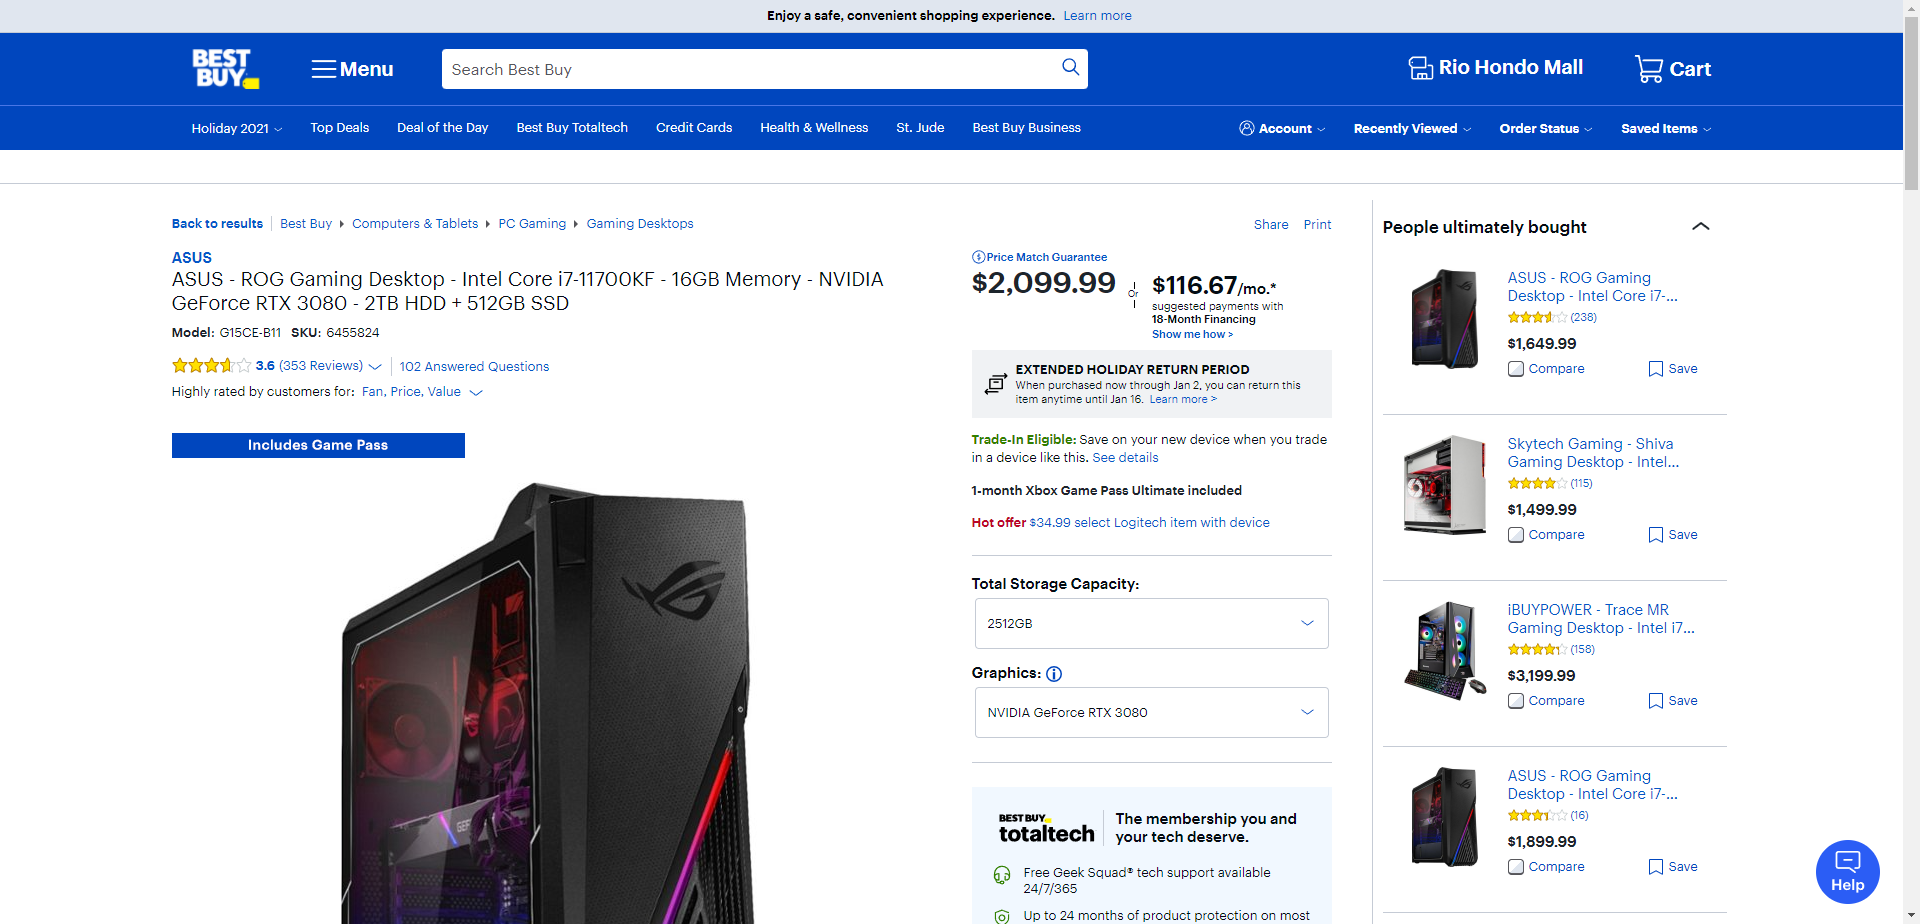 Enjoy a safe, convenient shopping experience. Learn more
BEST BUY
Menu
Search Best Buy
Rio Hondo Mall
Cart
Holiday 2021
Top Deals
Deal of the Day
Best Buy Totaltech
Credit Cards
Health & Wellness
St. Jude
Best Buy Business
Account
Recently Viewed
Order Status
Saved Items
Back to results
Best Buy
Computers & Tablets
PC Gaming
Gaming Desktops
Share
Print
ASUS
ASUS - ROG Gaming Desktop - Intel Core i7-11700KF - 16GB Memory - NVIDIA
GeForce RTX 3080 - 2TB HDD + 512GB SSD
Model: G15CE-B11 SKU: 6455824
3.6 (353 Reviews)
102 Answered Questions
Highly rated by customers for: Fan, Price, Value
Includes Game Pass
Price Match Guarantee
$2,099.99
Or
$116.67/mo.*
suggested payments with
18-Month Financing
Show me how >
EXTENDED HOLIDAY RETURN PERIOD
When purchased now through Jan 2, you can return this
item anytime until Jan 16. Learn more >
Trade-In Eligible: Save on your new device when you trade
in a device like this. See details
1-month Xbox Game Pass Ultimate included
Hot offer $34.99 select Logitech item with device
Total Storage Capacity:
2512GB
Graphics:
NVIDIA GeForce RTX 3080
BEST BUY
totaltech
The membership you and
your tech deserve.
Free Geek Squad® tech support available
24/7/365
Up to 24 months of product protection on most
People ultimately bought
ASUS - ROG Gaming
Desktop - Intel Core i7-...
(238)
$1,649.99
Compare
Save
Skytech Gaming - Shiva
Gaming Desktop - Intel...
(115)
$1,499.99
Compare
Save
iBUYPOWER - Trace MR
Gaming Desktop - Intel i7...
(158)
$3,199.99
Compare
Save
ASUS - ROG Gaming
Desktop - Intel Core i7-...
(16)
$1,899.99
Compare
Save
Help